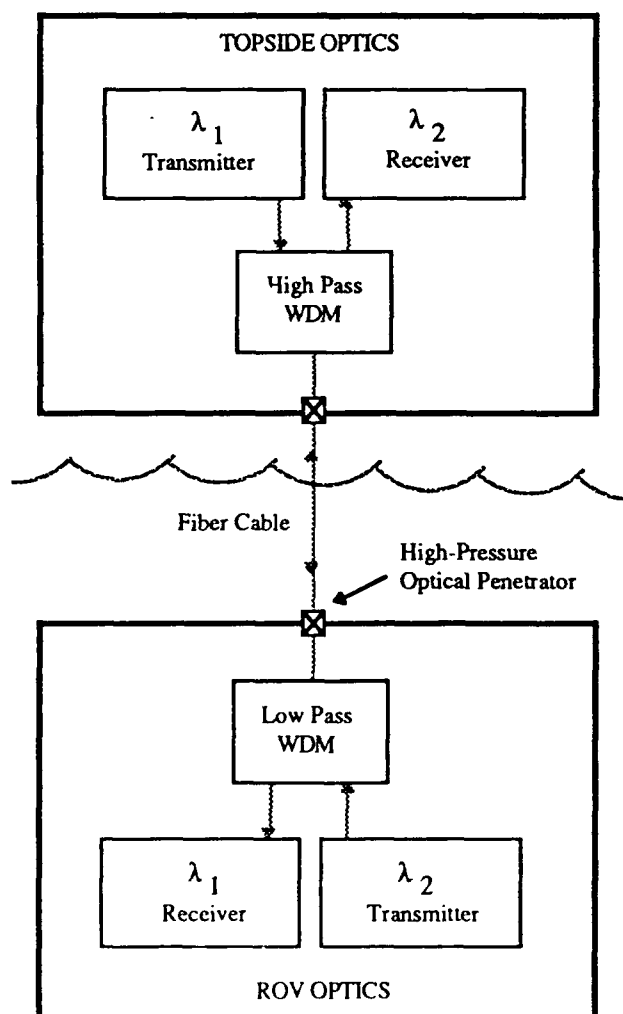 TOPSIDE OPTICS
λ 1
Transmitter
λ 2
Receiver
High Pass
WDM
Fiber Cable
High-Pressure
Optical Penetrator
Low Pass
WDM
λ 1
Receiver
λ 2
Transmitter
ROV OPTICS